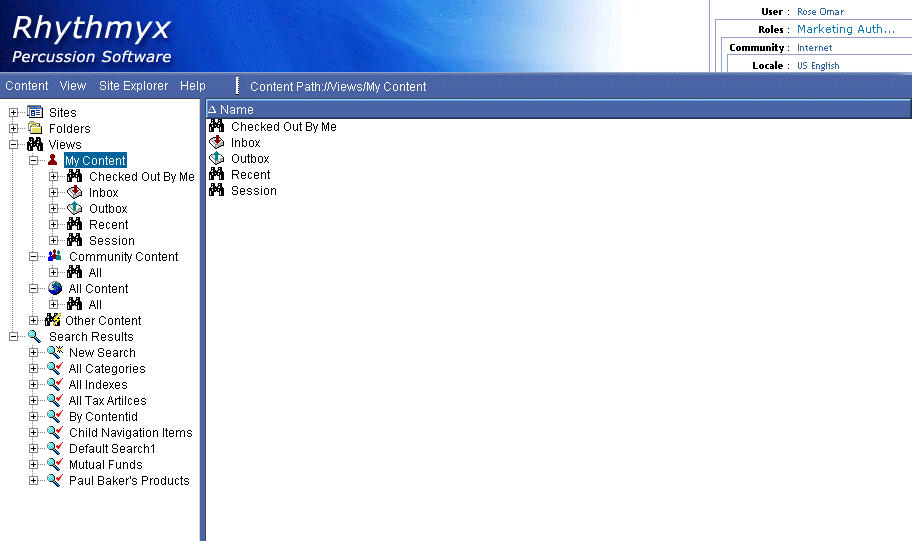 Rhythmyx
Percussion Software
User : Rose Omar
Roles : Marketing Auth...
Community : Internet
Locale : US English
Content View Site Explorer Help Content Path://Views/My Content
Sites
Folders
Views
My Content
Checked Out By Me
Inbox
Outbox
Recent
Session
Community Content
All
All Content
All
Other Content
Search Results
New Search
All Categories
All Indexes
All Tax Artilces
By Contentid
Child Navigation Items
Default Search1
Mutual Funds
Paul Baker's Products
Name
Checked Out By Me
Inbox
Outbox
Recent
Session